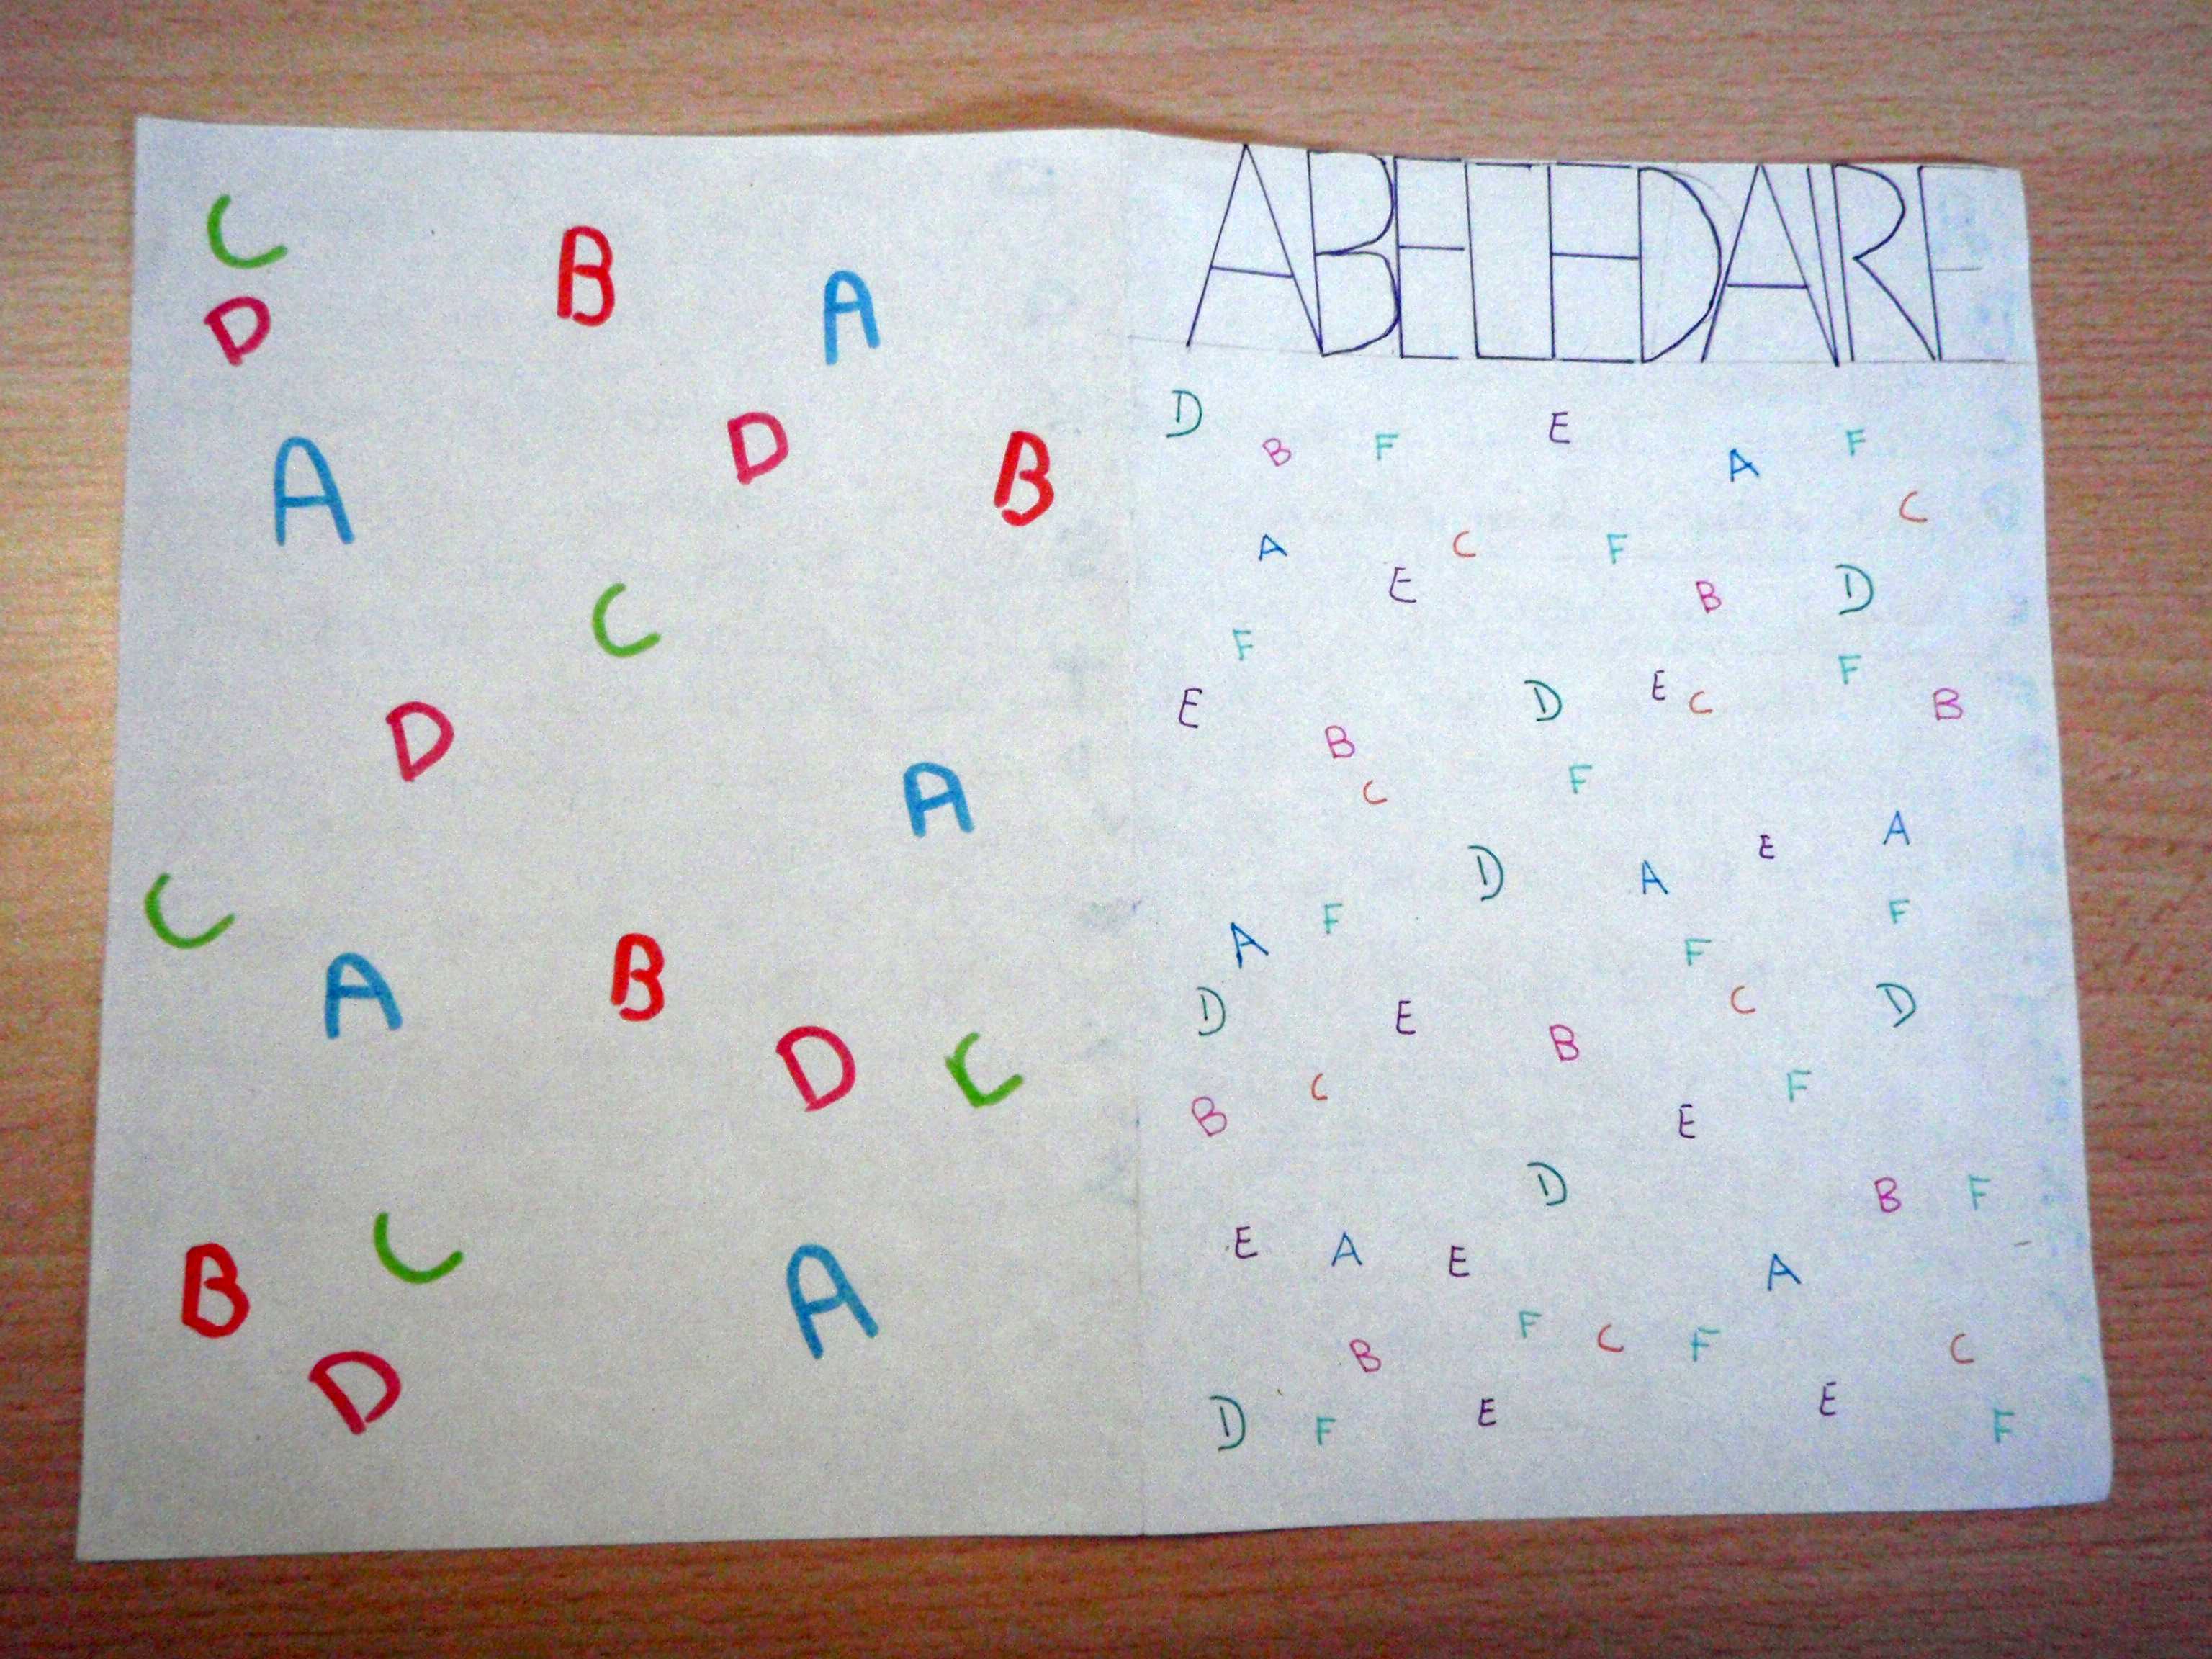 C B A
D
A D B
C
D A
C
A B
D C
B C A
D
ABECEDAIRE
D B F E A F
C
A E C F B D
F
E B D E C F B
C F
D A E A
A F F F
D E B C D
B C E F
D B F
E A E A
B F C F C
D F E E F